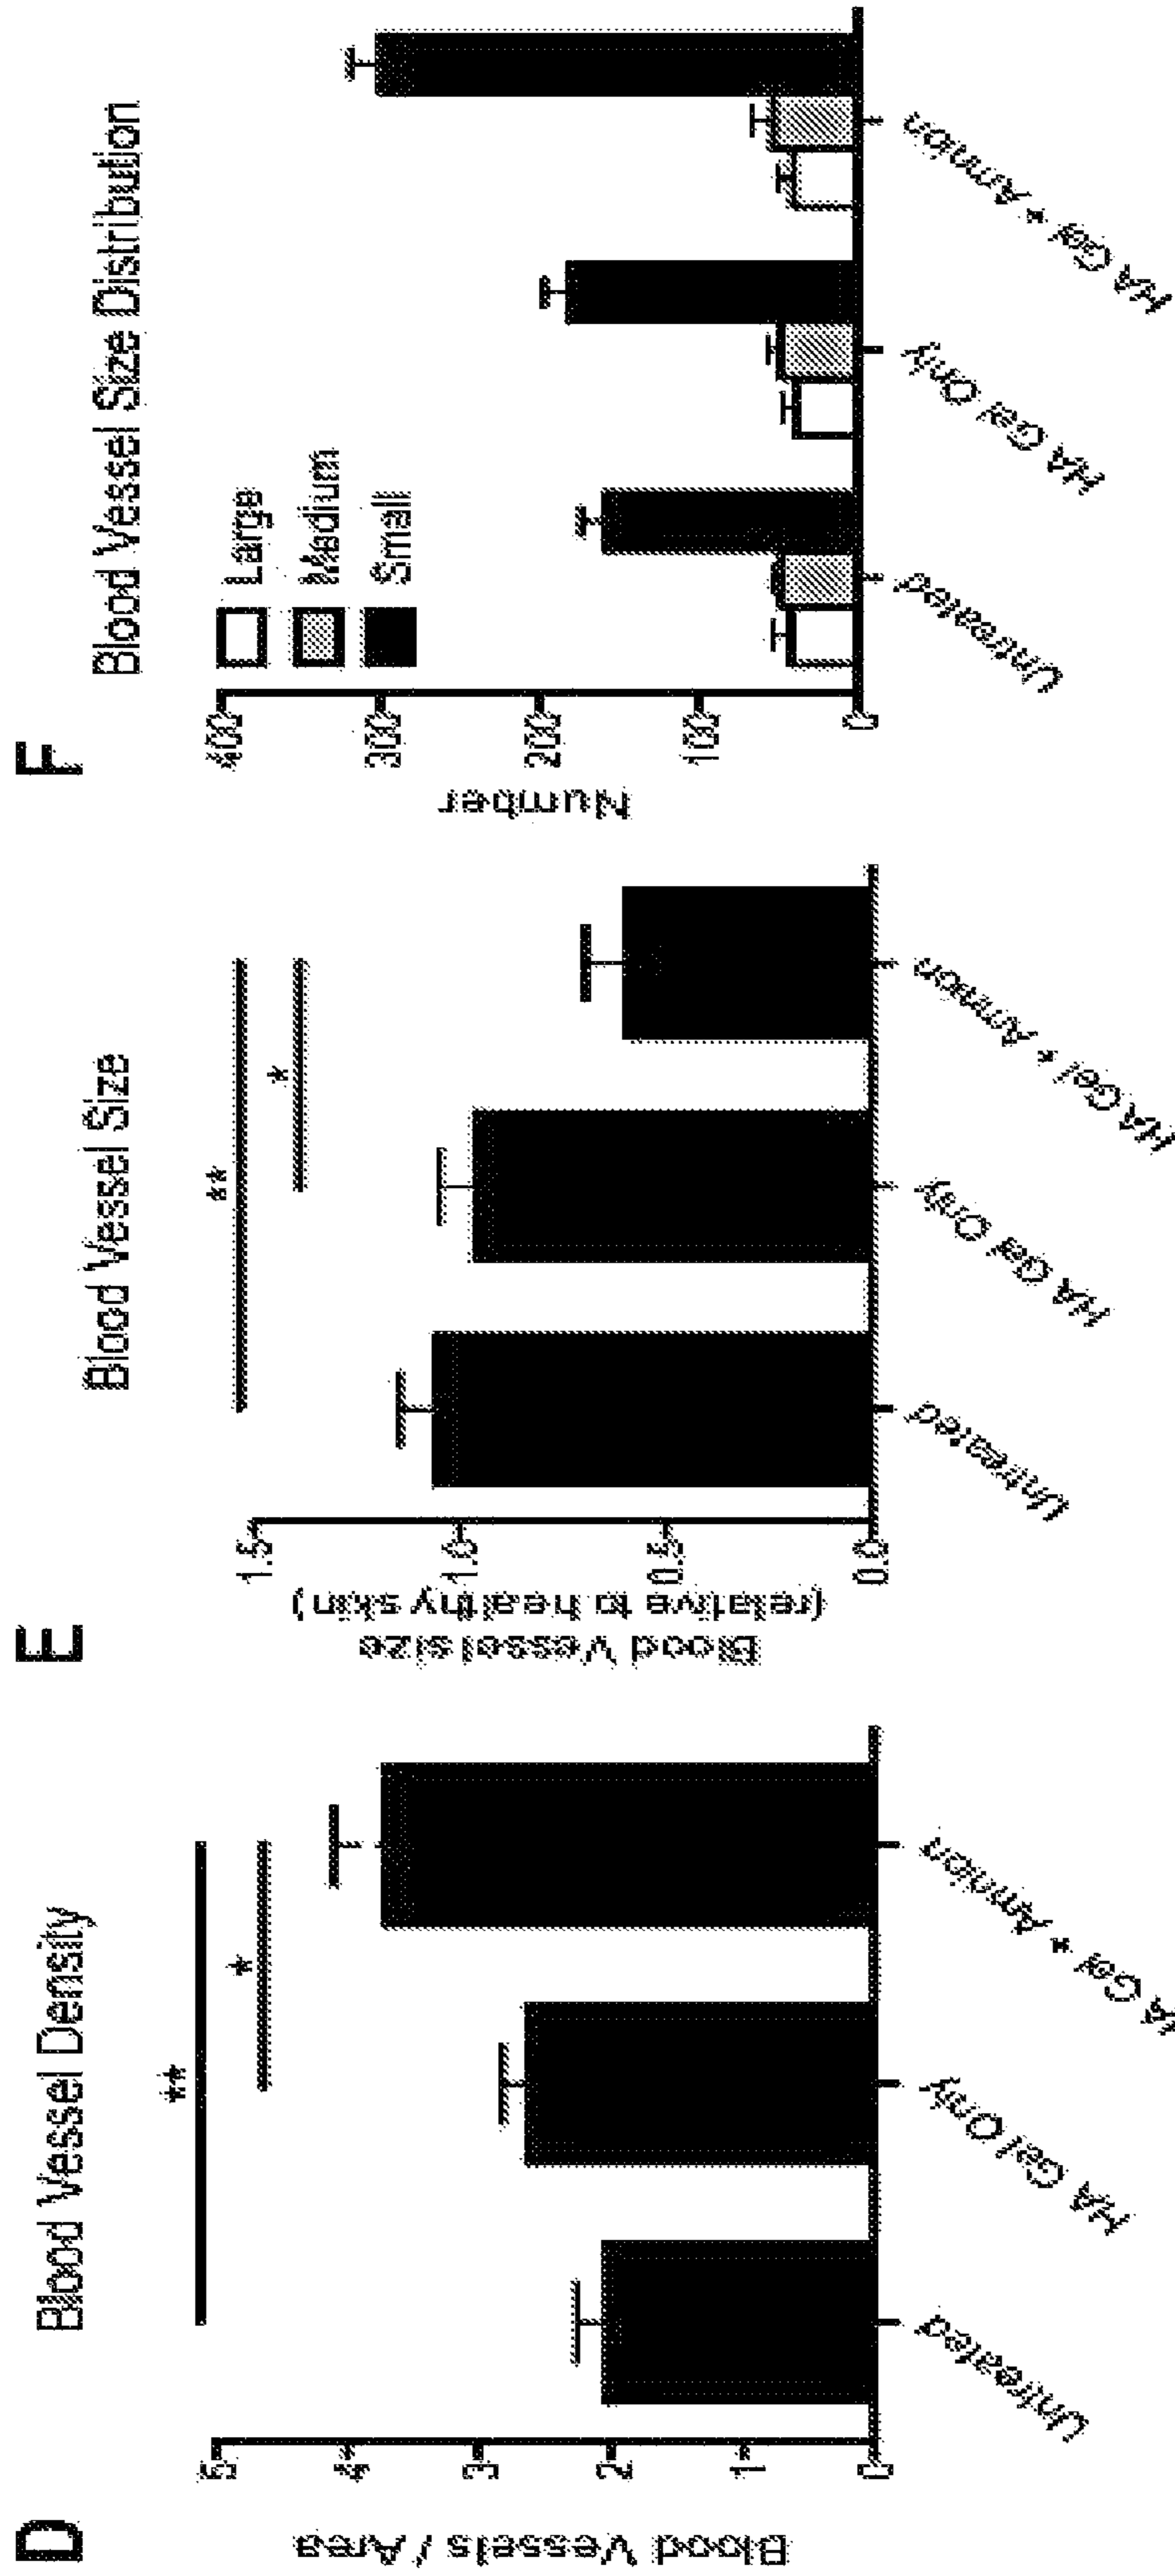 D
Blood Vessel Density
Blood Vessels / Area
5
4
3
2
1
0
**
*
Untreated
HA Gel Only
HA Gel + Amnion
E
Blood Vessel Size
Blood Vessel size
(relative to healthy skin)
1.5
1.0
0.5
0.0
**
*
Untreated
HA Gel Only
HA Gel + Amnion
F
Blood Vessel Size Distribution
Number
400
300
200
100
0
Large
Medium
Small
Untreated
HA Gel Only
HA Gel + Amnion